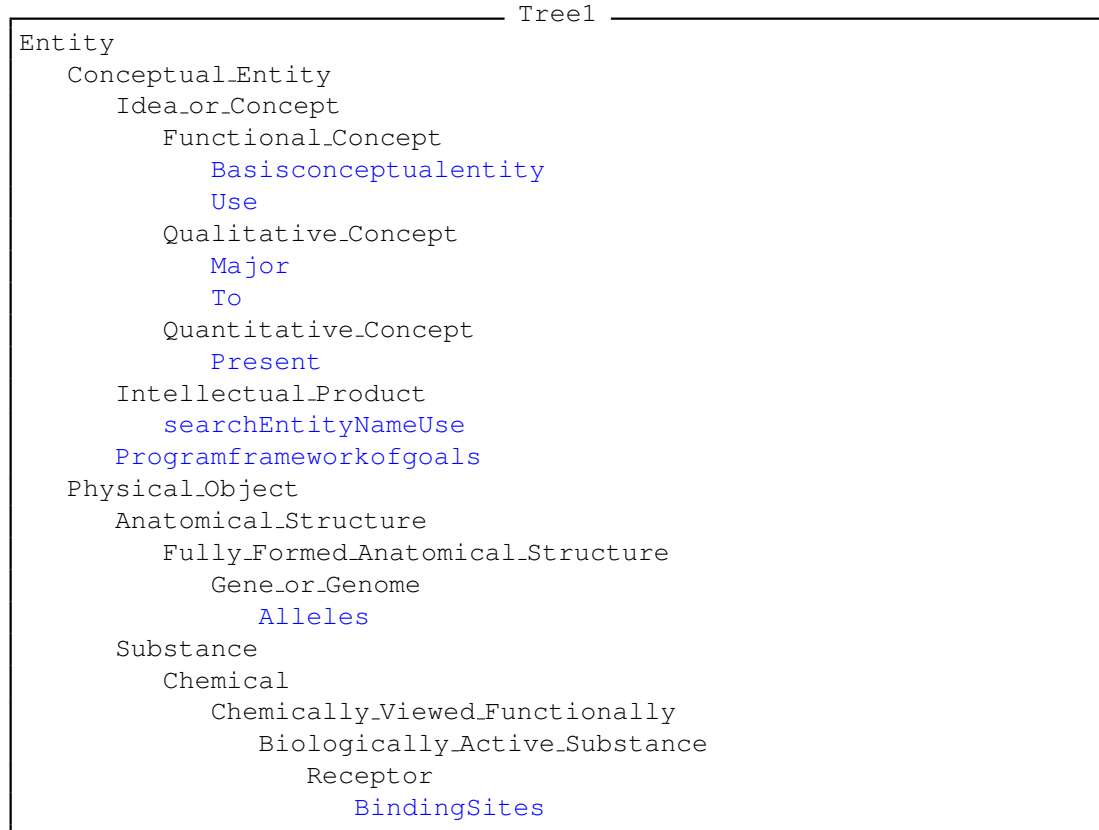 Tree1
Entity
Conceptual_Entity
Idea_or_Concept
Functional_Concept
Basisconceptualentity
Use
Qualitative_Concept
Major
To
Quantitative_Concept
Present
Intellectual_Product
searchEntityNameUse
Programframeworkofgoals
Physical_Object
Anatomical_Structure
Fully_Formed_Anatomical_Structure
Gene_or_Genome
Alleles
Substance
Chemical
Chemically_Viewed_Functionally
Biologically_Active_Substance
Receptor
BindingSites